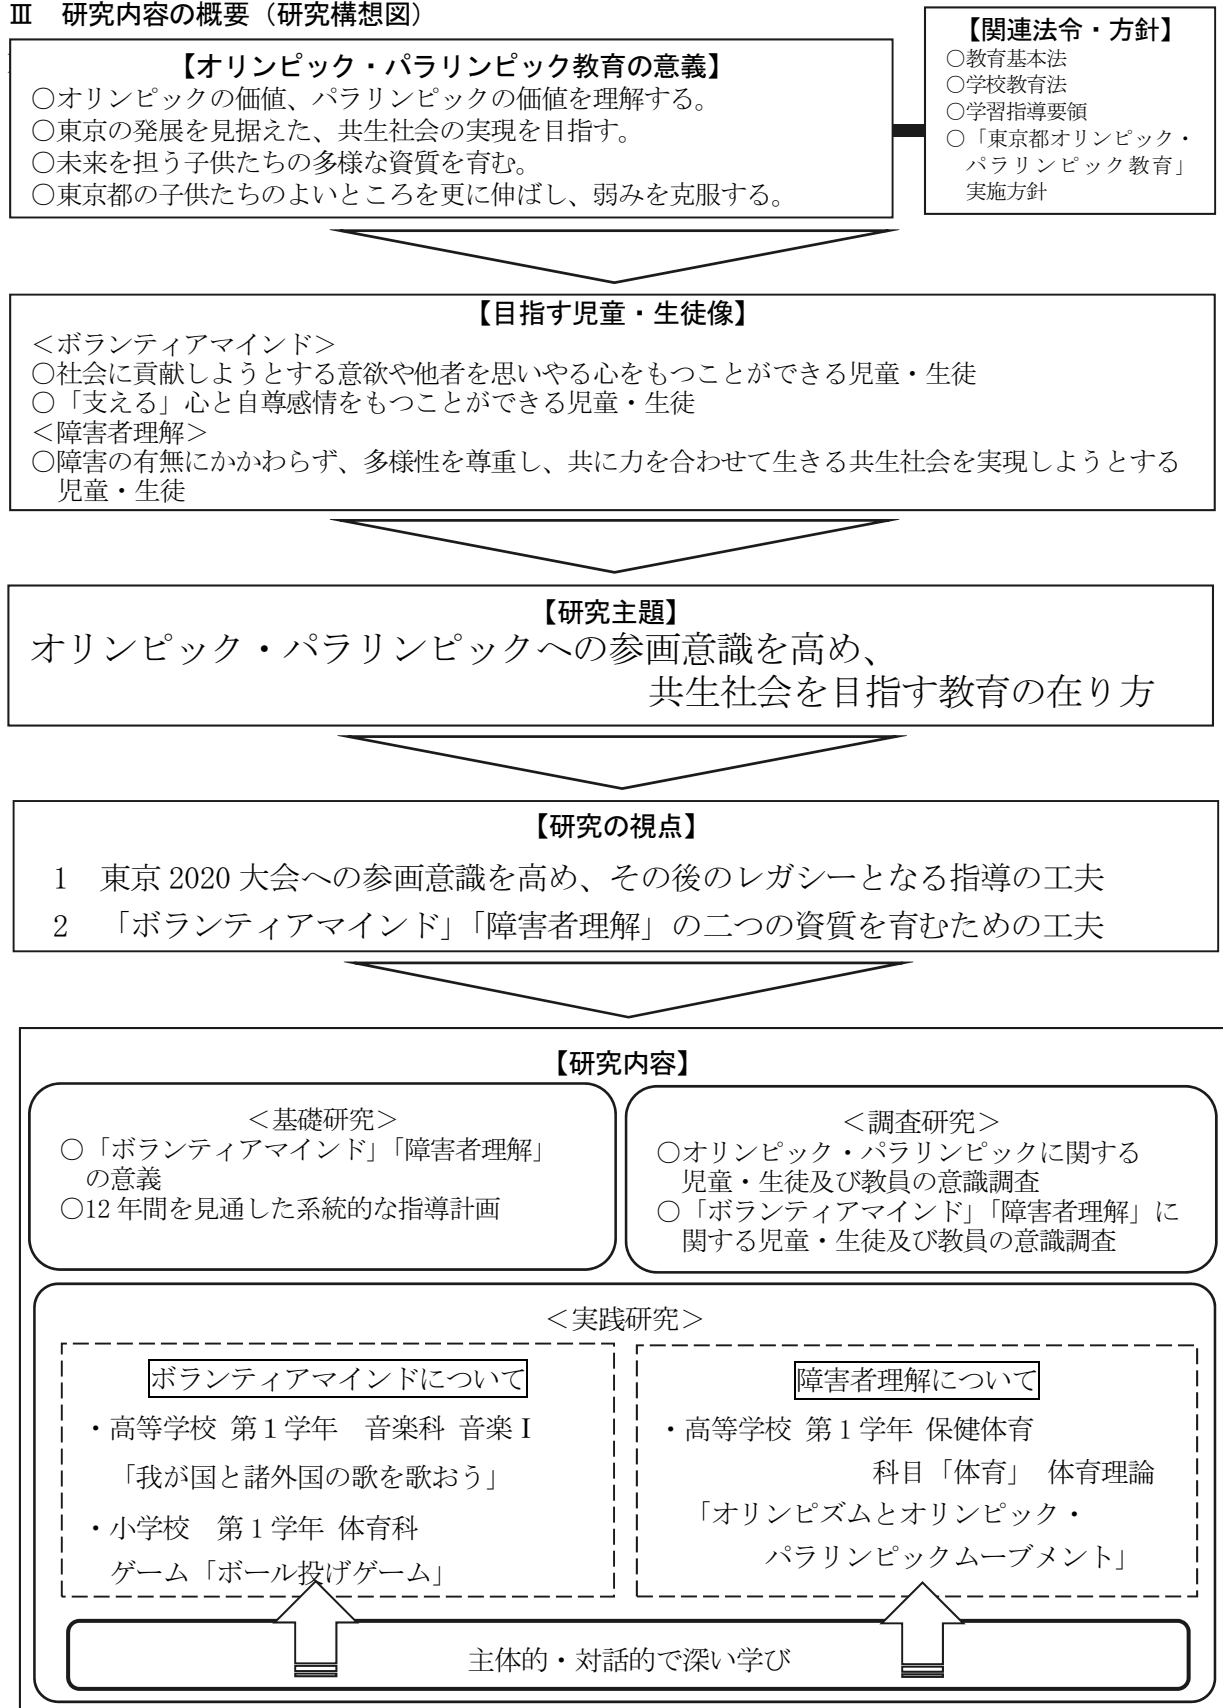 Ⅲ　研究内容の概要（研究構想図）
【オリンピック・パラリンピック教育の意義】
○オリンピックの価値、パラリンピックの価値を理解する。
○東京の発展を見据えた、共生社会の実現を目指す。
○未来を担う子供たちの多様な資質を育む。
○東京都の子供たちのよいところを更に伸ばし、弱みを克服する。
【関連法令・方針】
○教育基本法
○学校教育法
○学習指導要領
○「東京都オリンピック・
パラリンピック教育」
実施方針
【目指す児童・生徒像】
＜ボランティアマインド＞
○社会に貢献しようとする意欲や他者を思いやる心をもつことができる児童・生徒
○「支える」心と自尊感情をもつことができる児童・生徒
＜障害者理解＞
○障害の有無にかかわらず、多様性を尊重し、共に力を合わせて生きる共生社会を実現しようとする
児童・生徒
【研究主題】
オリンピック・パラリンピックへの参画意識を高め、
共生社会を目指す教育の在り方
【研究の視点】
1　東京 2020 大会への参画意識を高め、その後のレガシーとなる指導の工夫
2　「ボランティアマインド」「障害者理解」の二つの資質を育むための工夫
【研究内容】
＜基礎研究＞
○「ボランティアマインド」「障害者理解」
の意義
○12 年間を見通した系統的な指導計画
＜調査研究＞
○オリンピック・パラリンピックに関する
児童・生徒及び教員の意識調査
○「ボランティアマインド」「障害者理解」に
関する児童・生徒及び教員の意識調査
＜実践研究＞
ボランティアマインドについて
・高等学校 第１学年　音楽科 音楽Ⅰ
「我が国と諸外国の歌を歌おう」
・小学校　第１学年 体育科
ゲーム「ボール投げゲーム」
障害者理解について
・高等学校 第１学年 保健体育
科目「体育」 体育理論
「オリンピズムとオリンピック・
パラリンピックムーブメント」
主体的・対話的で深い学び